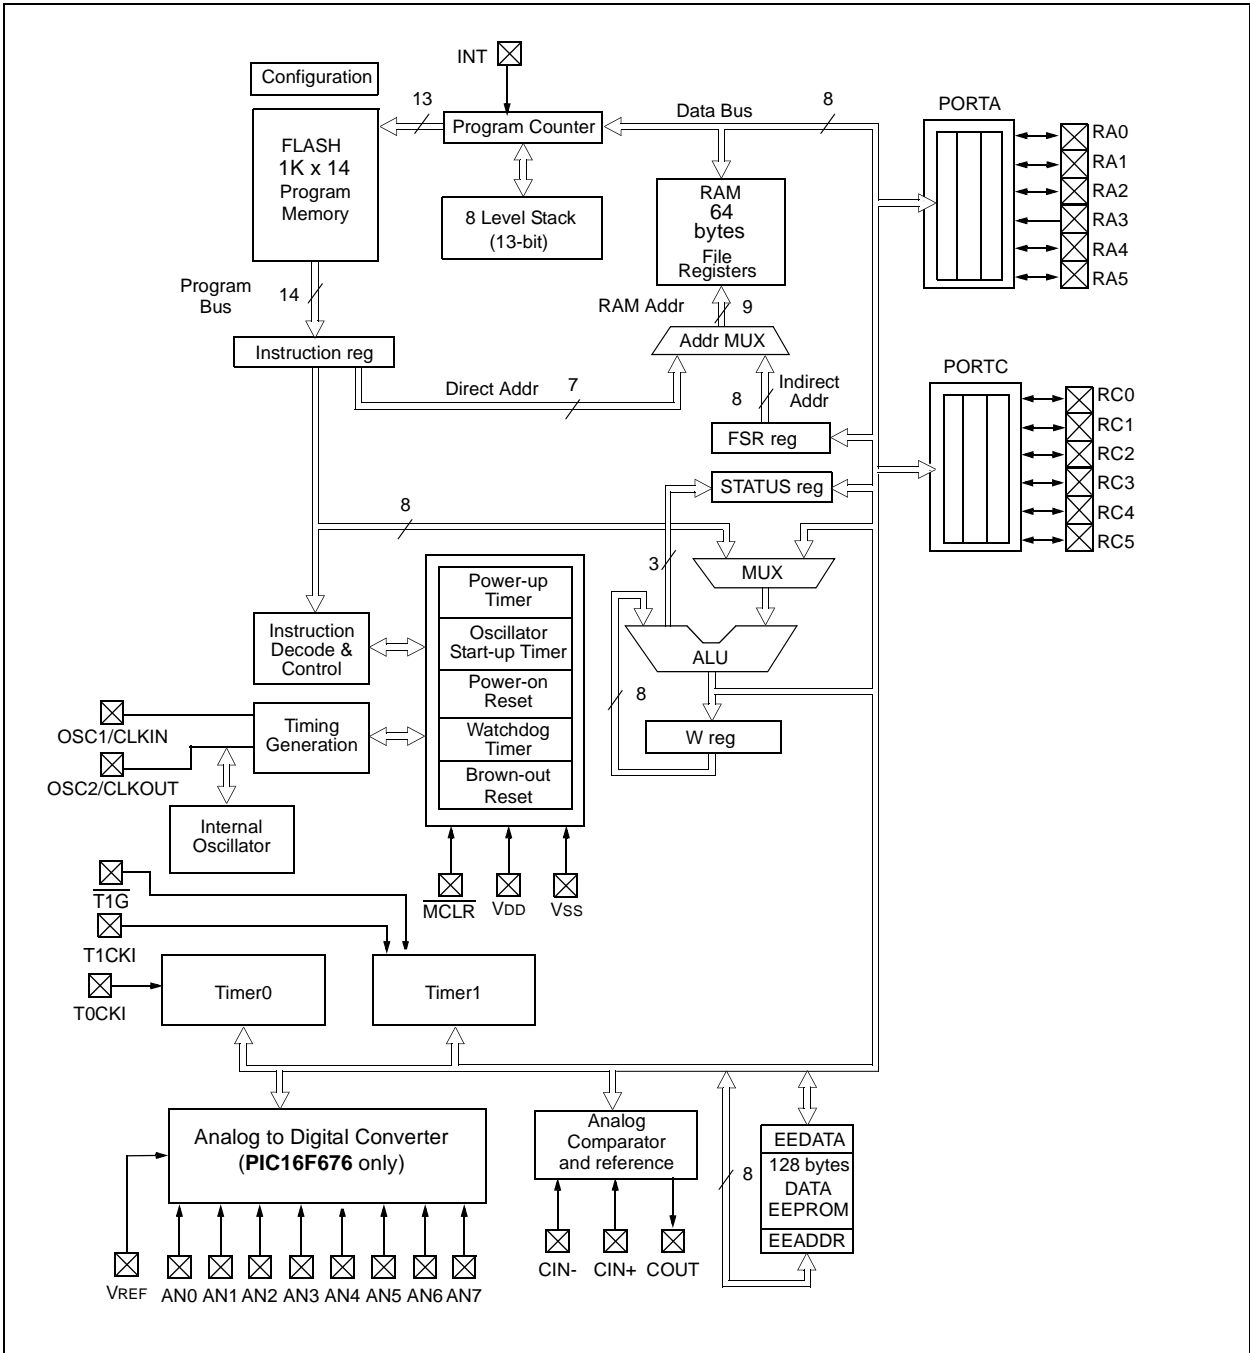 INT
Configuration
13
Program Counter
Data Bus
8
PORTA
FLASH
1K x 14
Program
Memory
8 Level Stack
(13-bit)
RAM
64
bytes
File
Registers
RA0
RA1
RA2
RA3
RA4
RA5
Program
Bus
14
RAM Addr
9
Addr MUX
Instruction reg
Direct Addr
7
8
Indirect
Addr
FSR reg
STATUS reg
PORTC
RC0
RC1
RC2
RC3
RC4
RC5
8
3
MUX
Power-up
Timer
Oscillator
Start-up Timer
Power-on
Reset
Watchdog
Timer
Brown-out
Reset
Instruction
Decode &
Control
ALU
8
W reg
OSC1/CLKIN
OSC2/CLKOUT
Timing
Generation
Internal
Oscillator
T1G
MCLR
VDD
VSS
T1CKI
T0CKI
Timer0
Timer1
Analog to Digital Converter
(PIC16F676 only)
Analog
Comparator
and reference
EEDATA
128 bytes
DATA
EEPROM
EEADDR
8
CIN-
CIN+
COUT
VREF
AN0
AN1
AN2
AN3
AN4
AN5
AN6
AN7